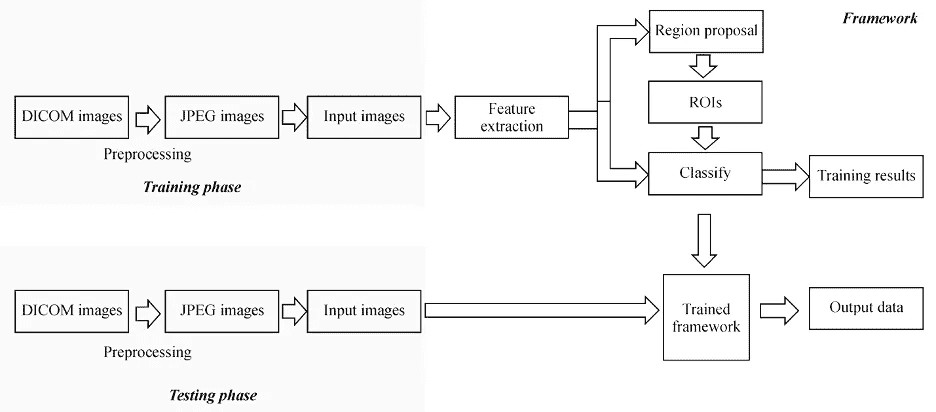 Framework
Region proposal
ROIs
DICOM images
JPEG images
Input images
Feature
extraction
Preprocessing
Classify
Training results
Training phase
DICOM images
JPEG images
Input images
Trained
framework
Output data
Preprocessing
Testing phase